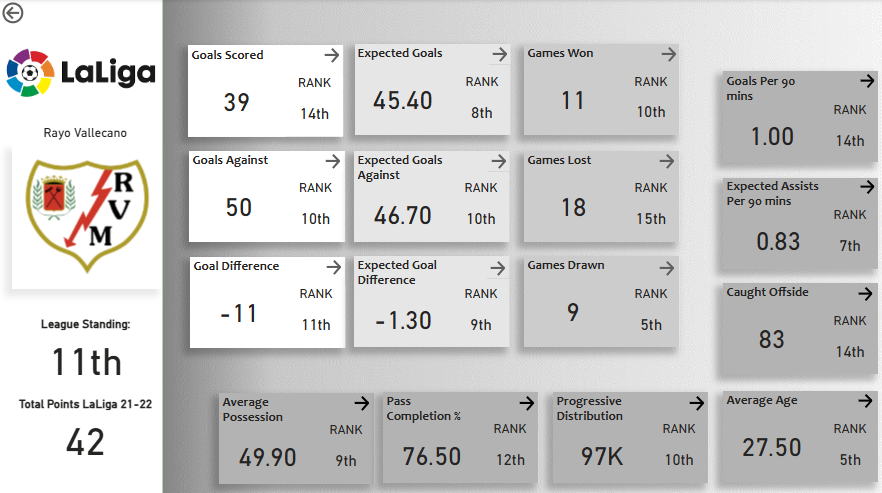 LaLiga
Rayo Vallecano
R
V
M
League Standing:
11th
Total Points LaLiga 21-22
42
Goals Scored
RANK
39
14th
Expected Goals
RANK
45.40
8th
Games Won
RANK
11
10th
Goals Against
RANK
50
10th
Expected Goals
Against
RANK
46.70
10th
Games Lost
RANK
18
15th
Goal Difference
RANK
-11
11th
Expected Goal
Difference
RANK
-1.30
9th
Games Drawn
RANK
9
5th
Goals Per 90
mins
RANK
1.00
14th
Expected Assists
Per 90 mins
RANK
0.83
7th
Caught Offside
RANK
83
14th
Average
Possession
RANK
49.90
9th
Pass
Completion %
RANK
76.50
12th
Progressive
Distribution
RANK
97K
10th
Average Age
RANK
27.50
5th